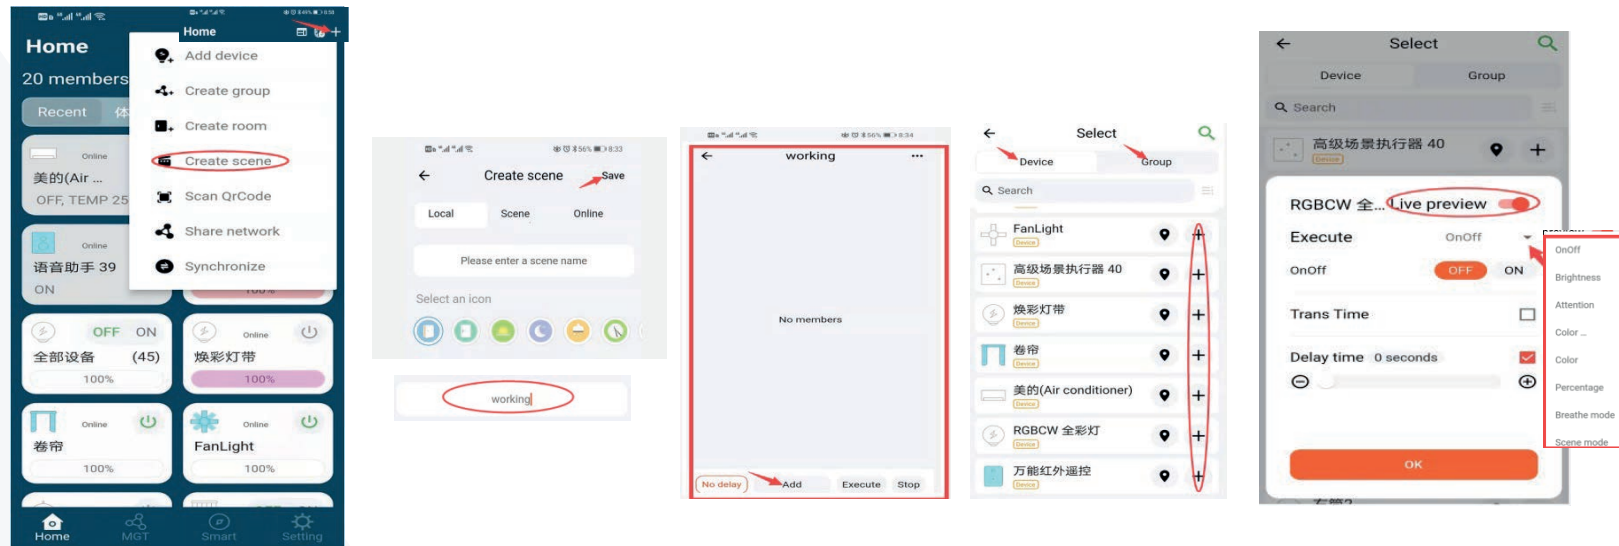 Home
20 members
Recent
Online
美的(Air ...
OFF, TEMP 25
Online
语音助手 39
ON
OFF ON
全部设备 (45)
100%
Online
焕彩灯带
100%
Online
卷帘
100%
Online
FanLight
100%
Home
MGT
Smart
Setting
Home
Add device
Create group
Create room
Create scene
Scan QrCode
Share network
Synchronize
100%
56% 8:33
Create scene
Save
Local
Scene
Online
Please enter a scene name
Select an icon
working
56% 8:34
working
No members
No delay
Add
Execute
Stop
Select
Device
Group
Search
FanLight
Device
高级场景执行器 40
Device
焕彩灯带
Device
卷帘
Device
美的(Air conditioner)
Device
RGBCW 全彩灯
Device
万能红外遥控
Device
Select
Device
Group
Search
高级场景执行器 40
Device
RGBCW 全... Live preview
Execute
OnOff
OnOff
OFF ON
Trans Time
Delay time 0 seconds
OK
OnOff
Brightness
Attention
Color ...
Color
Percentage
Breathe mode
Scene mode